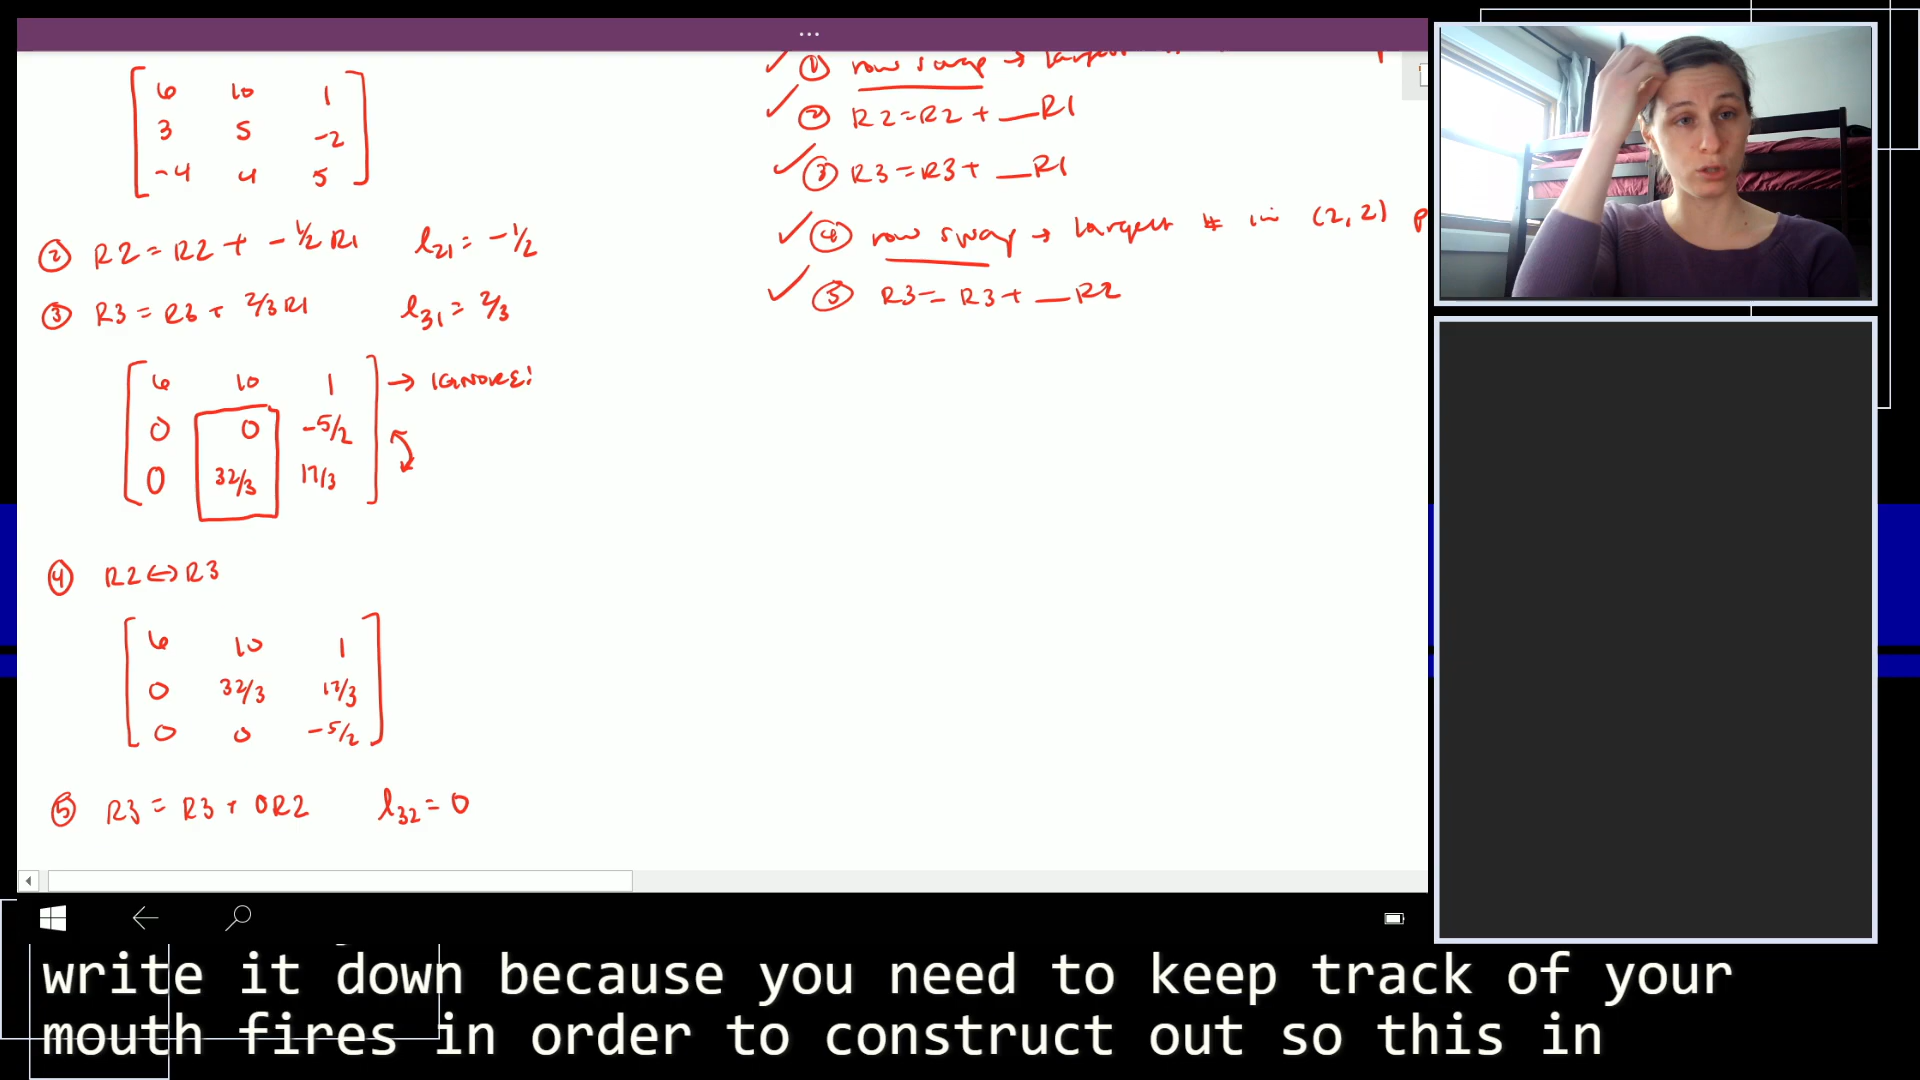 ...
6 10 1
3 5 -2
-4 4 5
② R2 = R2 + -1/2 R1 l21 = -1/2
③ R3 = R3 + 2/3 R1 l31 = 2/3
6 10 1 → IGNORE!
0 0 -5/2
0 32/3 17/3
④ R2 ↔ R3
6 10 1
0 32/3 17/3
0 0 -5/2
⑤ R3 = R3 + 0R2 l32 = 0
✓ ① row swap → largest
✓ ② R2 = R2 + __R1
✓ ③ R3 = R3 + __R1
✓ ④ row swap → largest # in (2,2) p
✓ ⑤ R3 = R3 + __R2
write it down because you need to keep track of your
mouth fires in order to construct out so this in